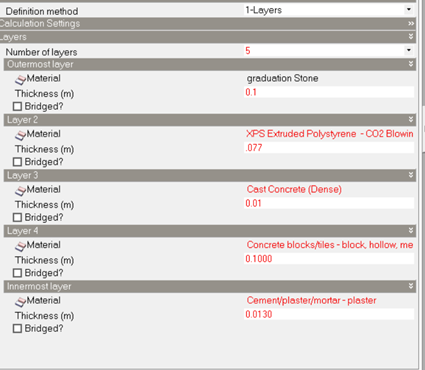 Definition method 1-Layers
Calculation Settings »
Layers
Number of layers 5
Outermost layer
Material graduation Stone
Thickness (m) 0.1
Bridged?
Layer 2
Material XPS Extruded Polystyrene - CO2 Blowin
Thickness (m) .077
Bridged?
Layer 3
Material Cast Concrete (Dense)
Thickness (m) 0.01
Bridged?
Layer 4
Material Concrete blocks/tiles - block, hollow, me
Thickness (m) 0.1000
Bridged?
Innermost layer
Material Cement/plaster/mortar - plaster
Thickness (m) 0.0130
Bridged?